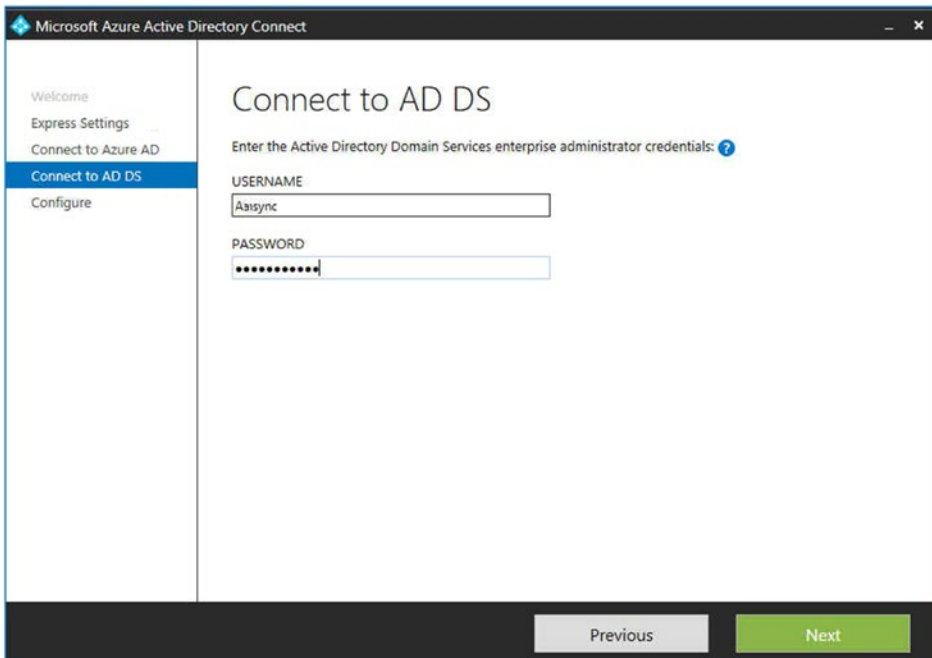 Microsoft Azure Active Directory Connect
Welcome
Express Settings
Connect to Azure AD
Connect to AD DS
Configure
Connect to AD DS
Enter the Active Directory Domain Services enterprise administrator credentials: ?
USERNAME
PASSWORD
•••••••••••
Previous
Next